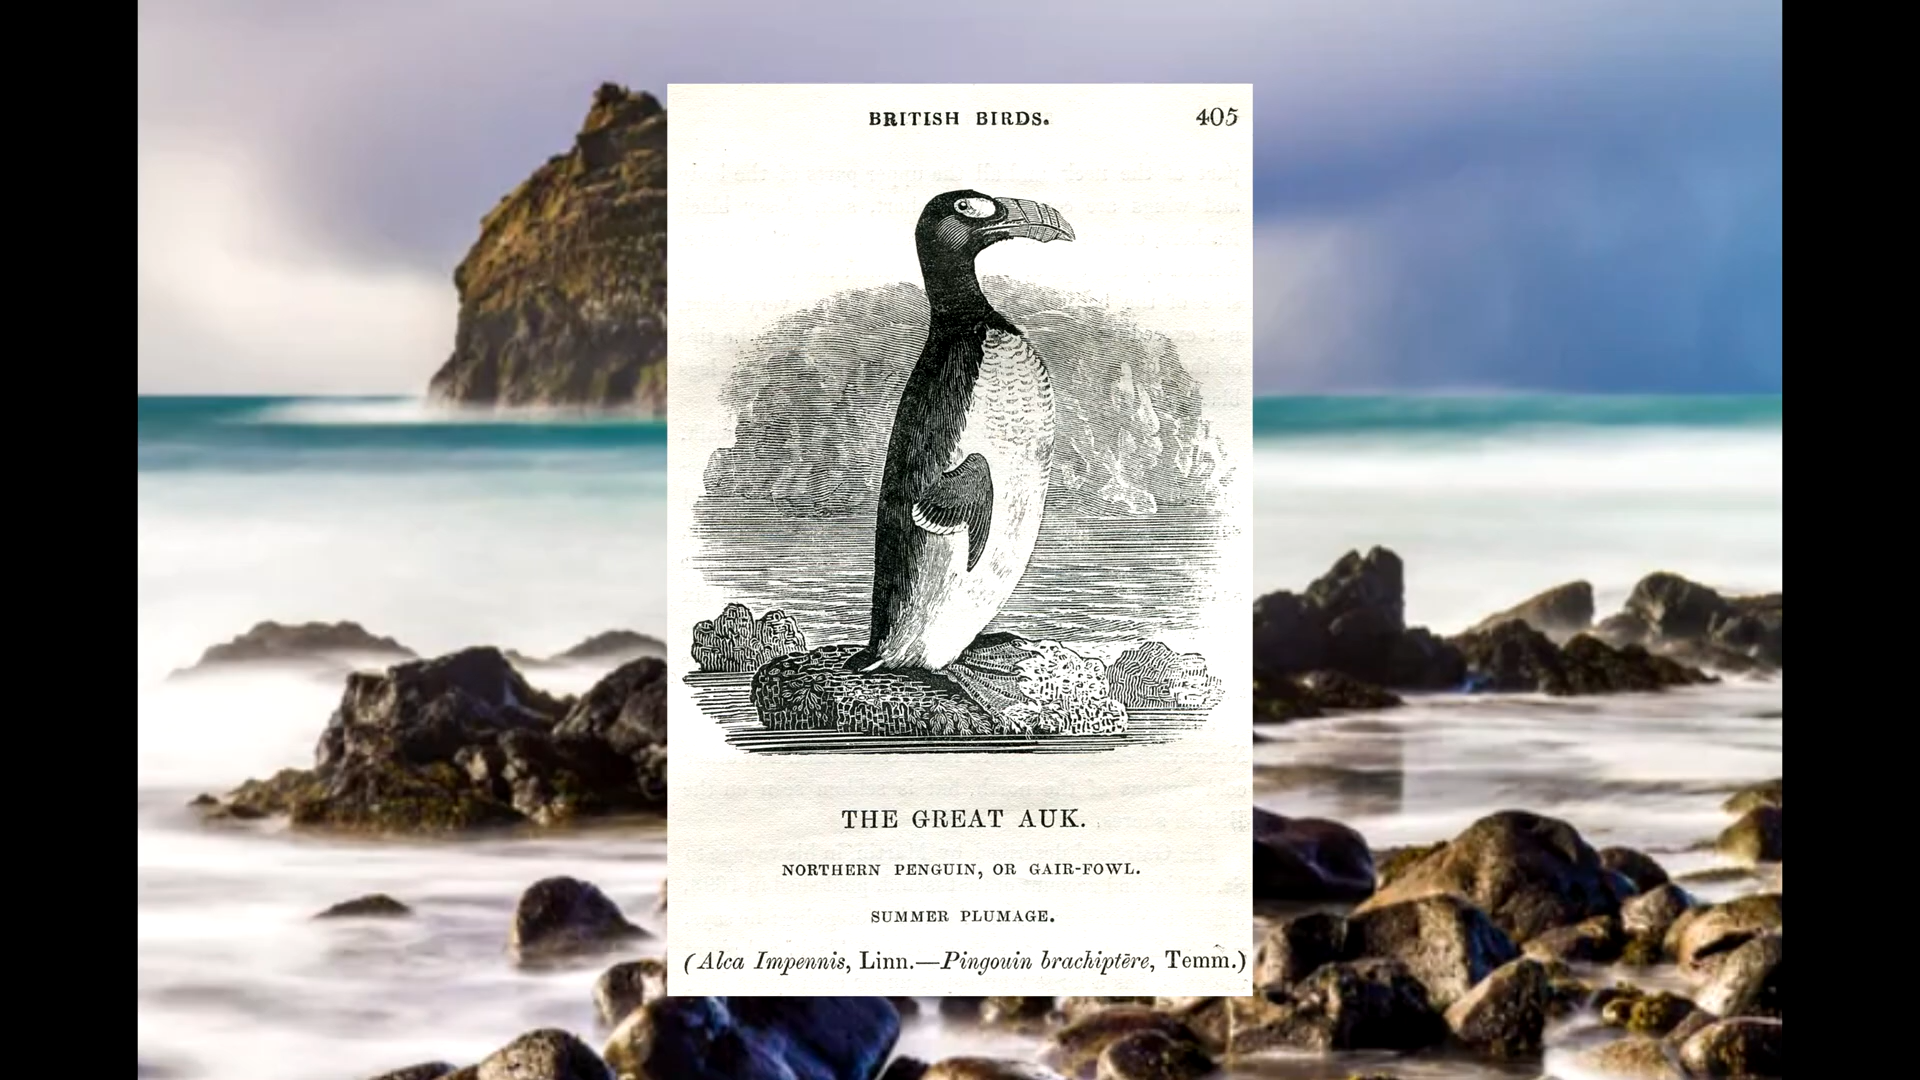 BRITISH BIRDS.
405
THE GREAT AUK.
NORTHERN PENGUIN, OR GAIR-FOWL.
SUMMER PLUMAGE.
(Alca Impennis, Linn.—Pingouin brachiptēre, Temm.)